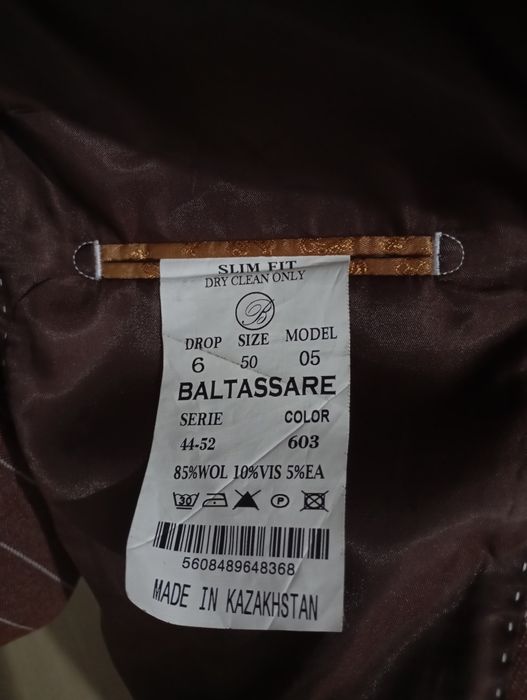 SLIM FIT
DRY CLEAN ONLY
B
DROP SIZE MODEL
6 50 05
BALTASSARE
SERIE COLOR
44-52 603
85%WOL 10%VIS 5%EA
30 P
5608489648368
MADE IN KAZAKHSTAN